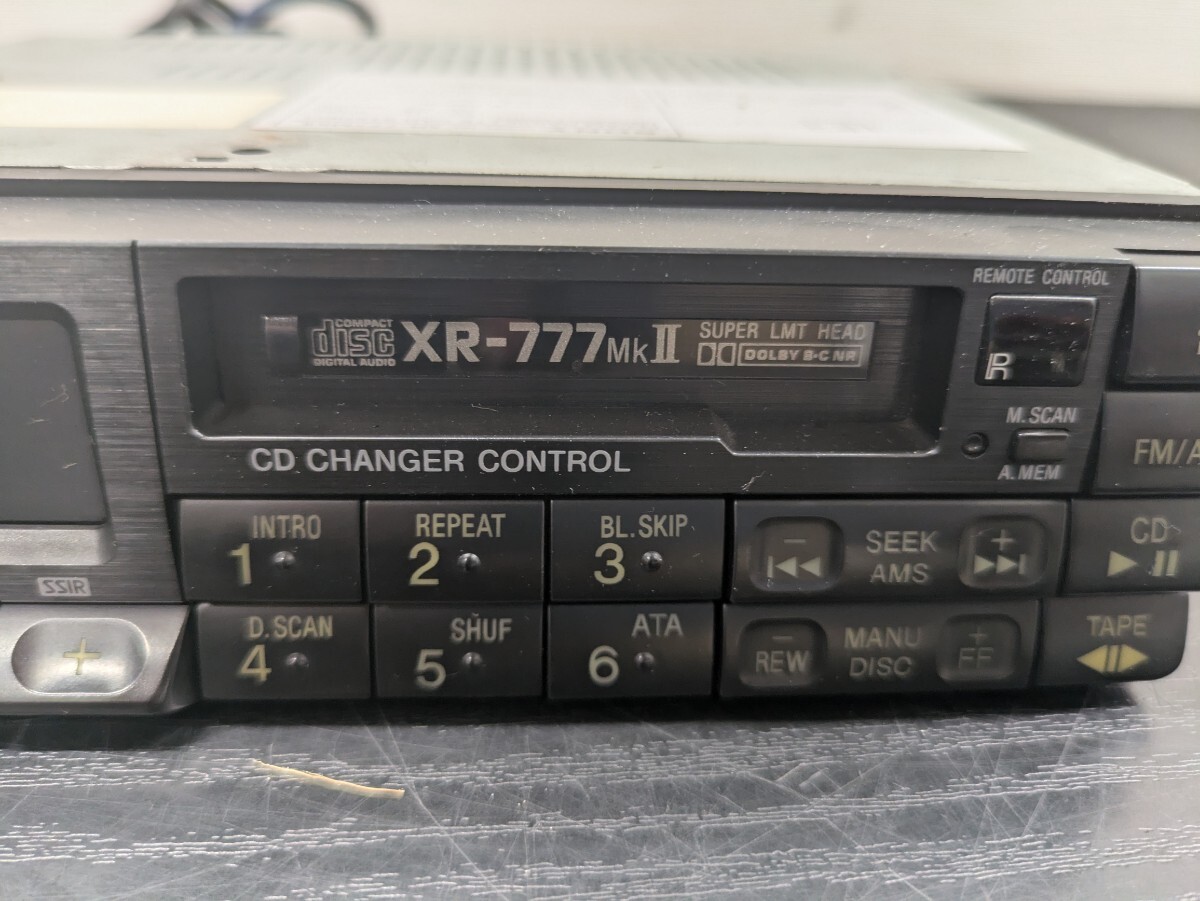 REMOTE CONTROL
COMPACT
disc
DIGITAL AUDIO
XR-777MkII
SUPER LMT HEAD
DOLBY B·C NR
R
M.SCAN
A.MEM
CD CHANGER CONTROL
FM/A
INTRO
1
REPEAT
2
BL.SKIP
3
-
SEEK
AMS
+
CD
SSIR
+
D.SCAN
4
SHUF
5
ATA
6
-
REW
MANU
DISC
+
FF
TAPE